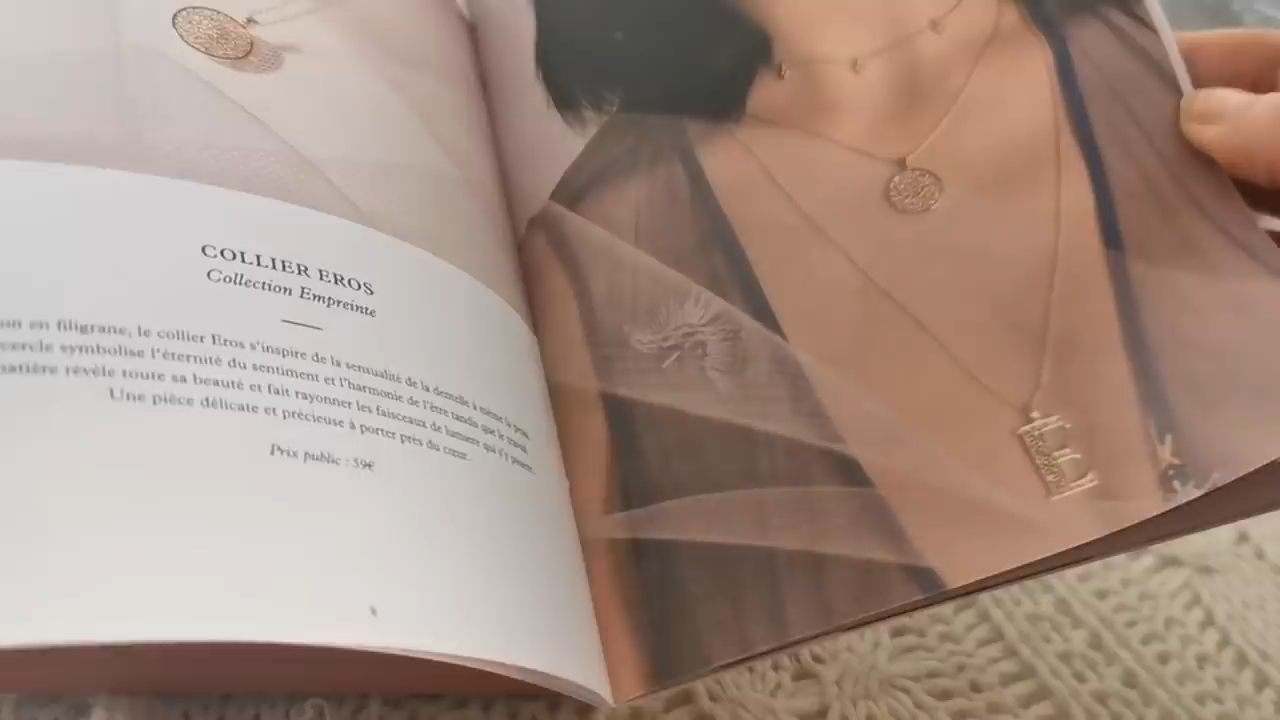 COLLIER EROS
Collection Empreinte
en filigrane, le collier Eros s'inspire de la sensualité de la dentelle à même la peau.
cercle symbolise l'éternité du sentiment et l'harmonie de l'être tandis que le travail
matière révèle toute sa beauté et fait rayonner les faisceaux de lumière qui s'y posent.
Une pièce délicate et précieuse à porter près du cœur.
Prix public : 59€